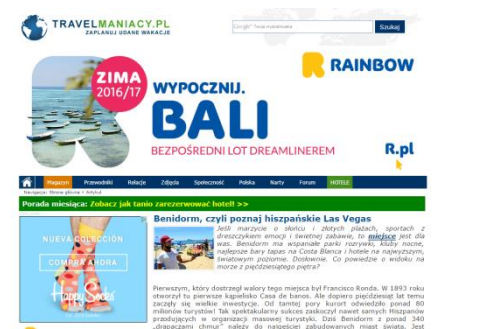 TRAVELMANIACY.PL
ZAPLANUJ UDANE WAKACJE
Szukaj
ZIMA
2016/17
WYPOCZNIJ.
BALI
BEZPOŚREDNI LOT DREAMLINEREM
RAINBOW
R.pl
Magazyn Przewodniki Relacje Zdjęcia Społeczność Polska Narty Forum HOTELE
Nawigacja: Strona główna > Artykuł
Porada miesiąca: Zobacz jak tanio zarezerwować hotel! >>
NUEVA COLECCIÓN
COMPRA AHORA
Happy Socks
Benidorm, czyli poznaj hiszpańskie Las Vegas
Jeśli marzycie o słońcu i złotych plażach, sportach z
dreszczykiem emocji i świetnej zabawie, to miejsce jest dla
was. Benidorm ma wspaniałe parki rozrywki, kluby nocne,
najlepsze bary tapas na Costa Blanca i hotele na najwyższym,
światowym poziomie. Dosłownie. Co powiedzie o widoku na
morze z pięćdziesiątego piętra?
Pierwszym, który dostrzegł walory tego miejsca był Francisco Ronda. W 1893 roku
otworzył tu pierwsze kąpielisko Casa de banos. Ale dopiero pięćdziesiąt lat temu
zaczęły się wielkie inwestycje. Od tamtej pory kurort odwiedziło ponad 80
milionów turystów! Tak spektakularny sukces zaskoczył nawet samych Hiszpanów
przodujących w organizacji masowej turystyki. Dziś Benidorm z ponad 340
„drapaczami chmur" należy do najgęściej zabudowanych miast świata. Jest